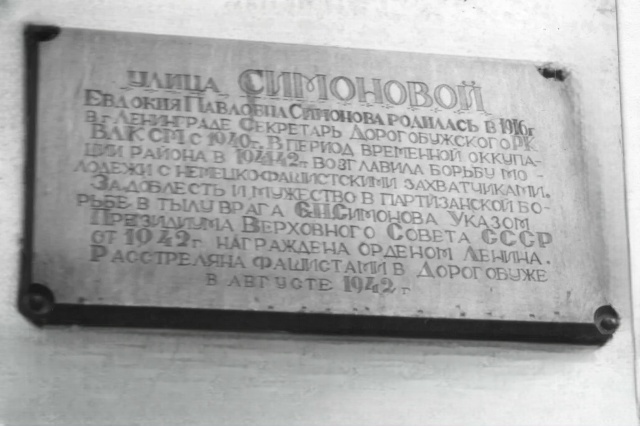 УЛИЦА СИМОНОВОЙ
ЕВДОКИЯ ПАВЛОВНА СИМОНОВА РОДИЛАСЬ В 1916 Г
В Г. ЛЕНИНГРАДЕ СЕКРЕТАРЬ ДОРОГОБУЖСКОГО РК
ВЛКСМ С 1940 Г. В ПЕРИОД ВРЕМЕННОЙ ОККУПА-
ЦИИ РАЙОНА В 1941-42 Г. ВОЗГЛАВИЛА БОРЬБУ МО-
ЛОДЕЖИ С НЕМЕЦКО-ФАШИСТСКИМИ ЗАХВАТЧИКАМИ.
ЗА ДОБЛЕСТЬ И МУЖЕСТВО В ПАРТИЗАНСКОЙ БО-
РЬБЕ В ТЫЛУ ВРАГА СИМОНОВА УКАЗОМ
ПРЕЗИДИУМА ВЕРХОВНОГО СОВЕТА СССР
ОТ 1942 Г. НАГРАЖДЕНА ОРДЕНОМ ЛЕНИНА.
РАССТРЕЛЯНА ФАШИСТАМИ В ДОРОГОБУЖЕ
В АВГУСТЕ 1942 Г